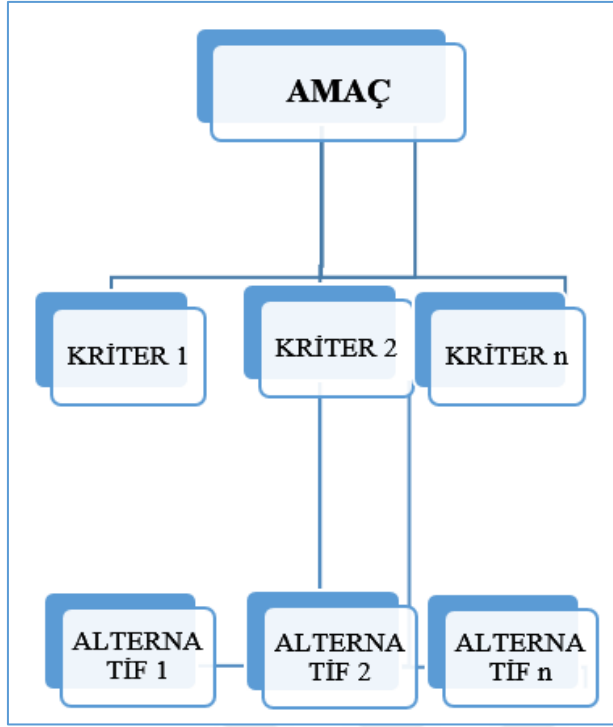 AMAÇ
KRİTER 1
KRİTER 2
KRİTER n
ALTERNA
TİF 1
ALTERNA
TİF 2
ALTERNA
TİF n